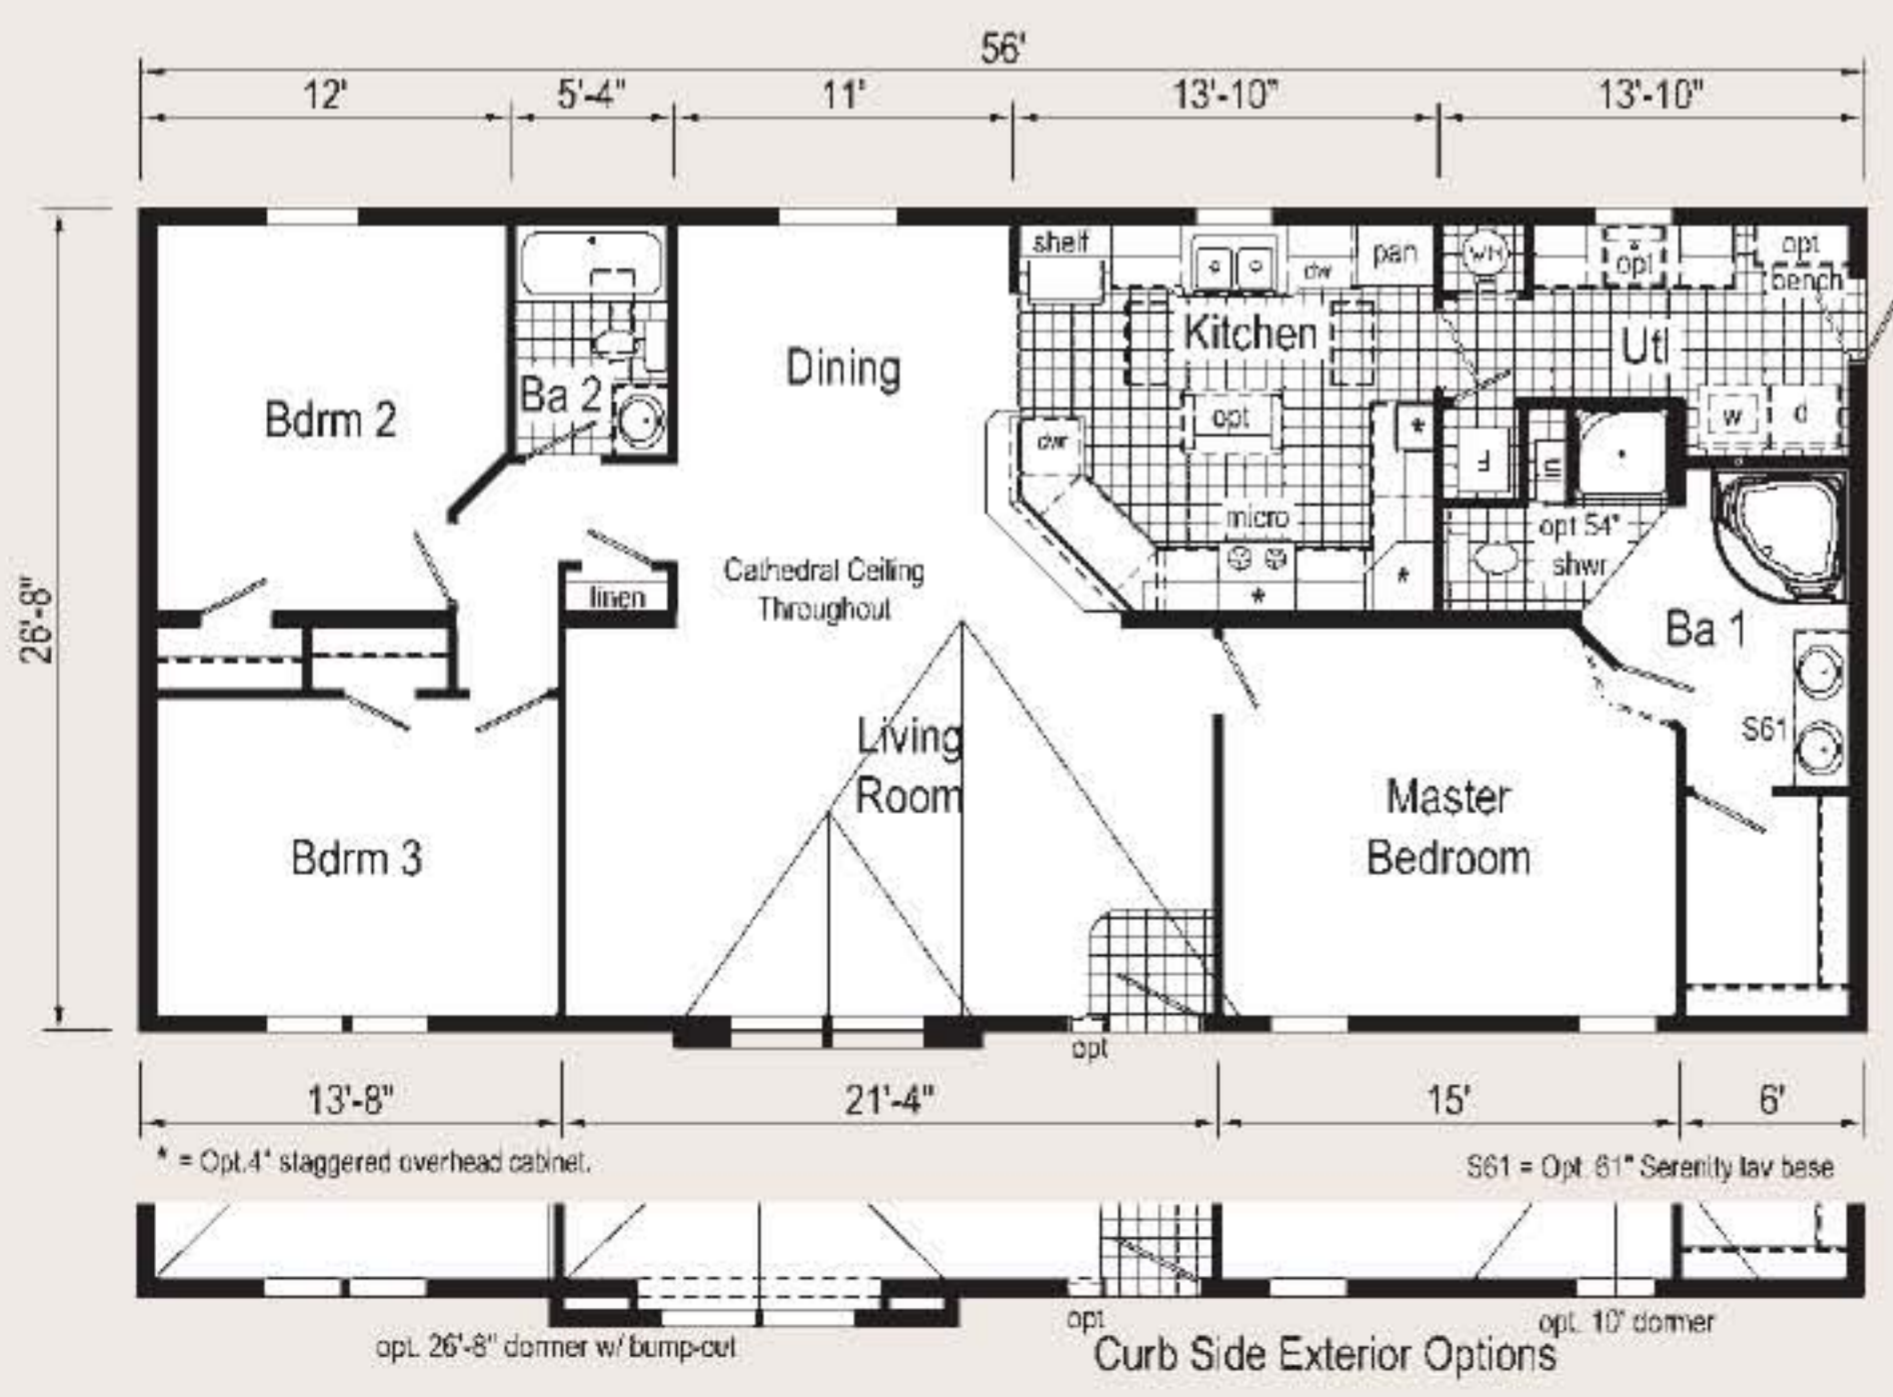 56'
12'
5'-4"
11'
13'-10"
13'-10"
26'-8"
shelf
dw
pan
WH
opt
opt
bench
Kitchen
Utl
Dining
Ba 2
Bdrm 2
opt
*
w
d
dw
F
lin
micro
opt 54"
shwr
Cathedral Ceiling
Throughout
linen
*
*
Ba 1
Living
Room
S61
Master
Bedroom
Bdrm 3
opt
13'-8"
21'-4"
15'
6'
* = Opt.4" staggered overhead cabinet.
S61 = Opt. 61" Serenity lav base
opt
opt. 10' dormer
opt. 26'-8" dormer w/ bump-out
Curb Side Exterior Options